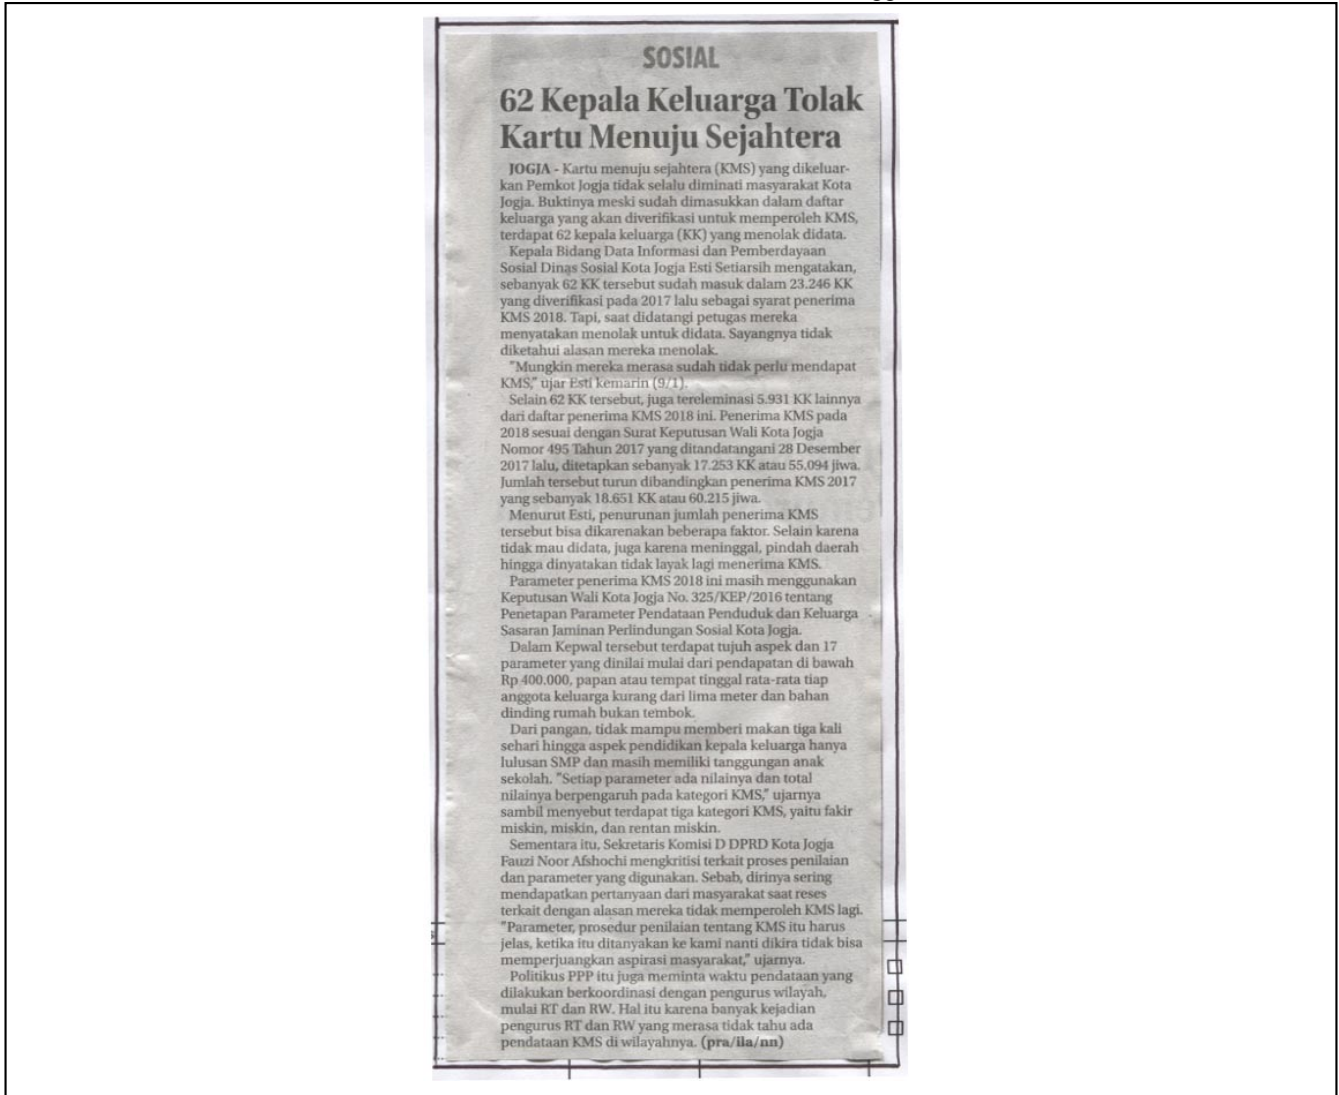 SOSIAL
62 Kepala Keluarga Tolak
Kartu Menuju Sejahtera
JOGJA - Kartu menuju sejahtera (KMS) yang dikeluar-
kan Pemkot Jogja tidak selalu diminati masyarakat Kota
Jogja. Buktinya meski sudah dimasukkan dalam daftar
keluarga yang akan diverifikasi untuk memperoleh KMS,
terdapat 62 kepala keluarga (KK) yang menolak didata.
Kepala Bidang Data Informasi dan Pemberdayaan
Sosial Dinas Sosial Kota Jogja Esti Setiarsih mengatakan,
sebanyak 62 KK tersebut sudah masuk dalam 23.246 KK
yang diverifikasi pada 2017 lalu sebagai syarat penerima
KMS 2018. Tapi, saat didatangi petugas mereka
menyatakan menolak untuk didata. Sayangnya tidak
diketahui alasan mereka menolak.
"Mungkin mereka merasa sudah tidak perlu mendapat
KMS," ujar Esti kemarin (9/1).
Selain 62 KK tersebut, juga tereleminasi 5.931 KK lainnya
dari daftar penerima KMS 2018 ini. Penerima KMS pada
2018 sesuai dengan Surat Keputusan Wali Kota Jogja
Nomor 495 Tahun 2017 yang ditandatangani 28 Desember
2017 lalu, ditetapkan sebanyak 17.253 KK atau 55.094 jiwa.
Jumlah tersebut turun dibandingkan penerima KMS 2017
yang sebanyak 18.651 KK atau 60.215 jiwa.
Menurut Esti, penurunan jumlah penerima KMS
tersebut bisa dikarenakan beberapa faktor. Selain karena
tidak mau didata, juga karena meninggal, pindah daerah
hingga dinyatakan tidak layak lagi menerima KMS.
Parameter penerima KMS 2018 ini masih menggunakan
Keputusan Wali Kota Jogja No. 325/KEP/2016 tentang
Penetapan Parameter Pendataan Penduduk dan Keluarga
Sasaran Jaminan Perlindungan Sosial Kota Jogja.
Dalam Kepwal tersebut terdapat tujuh aspek dan 17
parameter yang dinilai mulai dari pendapatan di bawah
Rp 400.000, papan atau tempat tinggal rata-rata tiap
anggota keluarga kurang dari lima meter dan bahan
dinding rumah bukan tembok.
Dari pangan, tidak mampu memberi makan tiga kali
sehari hingga aspek pendidikan kepala keluarga hanya
lulusan SMP dan masih memiliki tanggungan anak
sekolah. "Setiap parameter ada nilainya dan total
nilainya berpengaruh pada kategori KMS," ujarnya
sambil menyebut terdapat tiga kategori KMS, yaitu fakir
miskin, miskin, dan rentan miskin.
Sementara itu, Sekretaris Komisi D DPRD Kota Jogja
Fauzi Noor Afshochi mengkritisi terkait proses penilaian
dan parameter yang digunakan. Sebab, dirinya sering
mendapatkan pertanyaan dari masyarakat saat reses
terkait dengan alasan mereka tidak memperoleh KMS lagi.
"Parameter, prosedur penilaian tentang KMS itu harus
jelas, ketika itu ditanyakan ke kami nanti dikira tidak bisa
memperjuangkan aspirasi masyarakat," ujarnya.
Politikus PPP itu juga meminta waktu pendataan yang
dilakukan berkoordinasi dengan pengurus wilayah,
mulai RT dan RW. Hal itu karena banyak kejadian
pengurus RT dan RW yang merasa tidak tahu ada
pendataan KMS di wilayahnya. (pra/ila/nn)